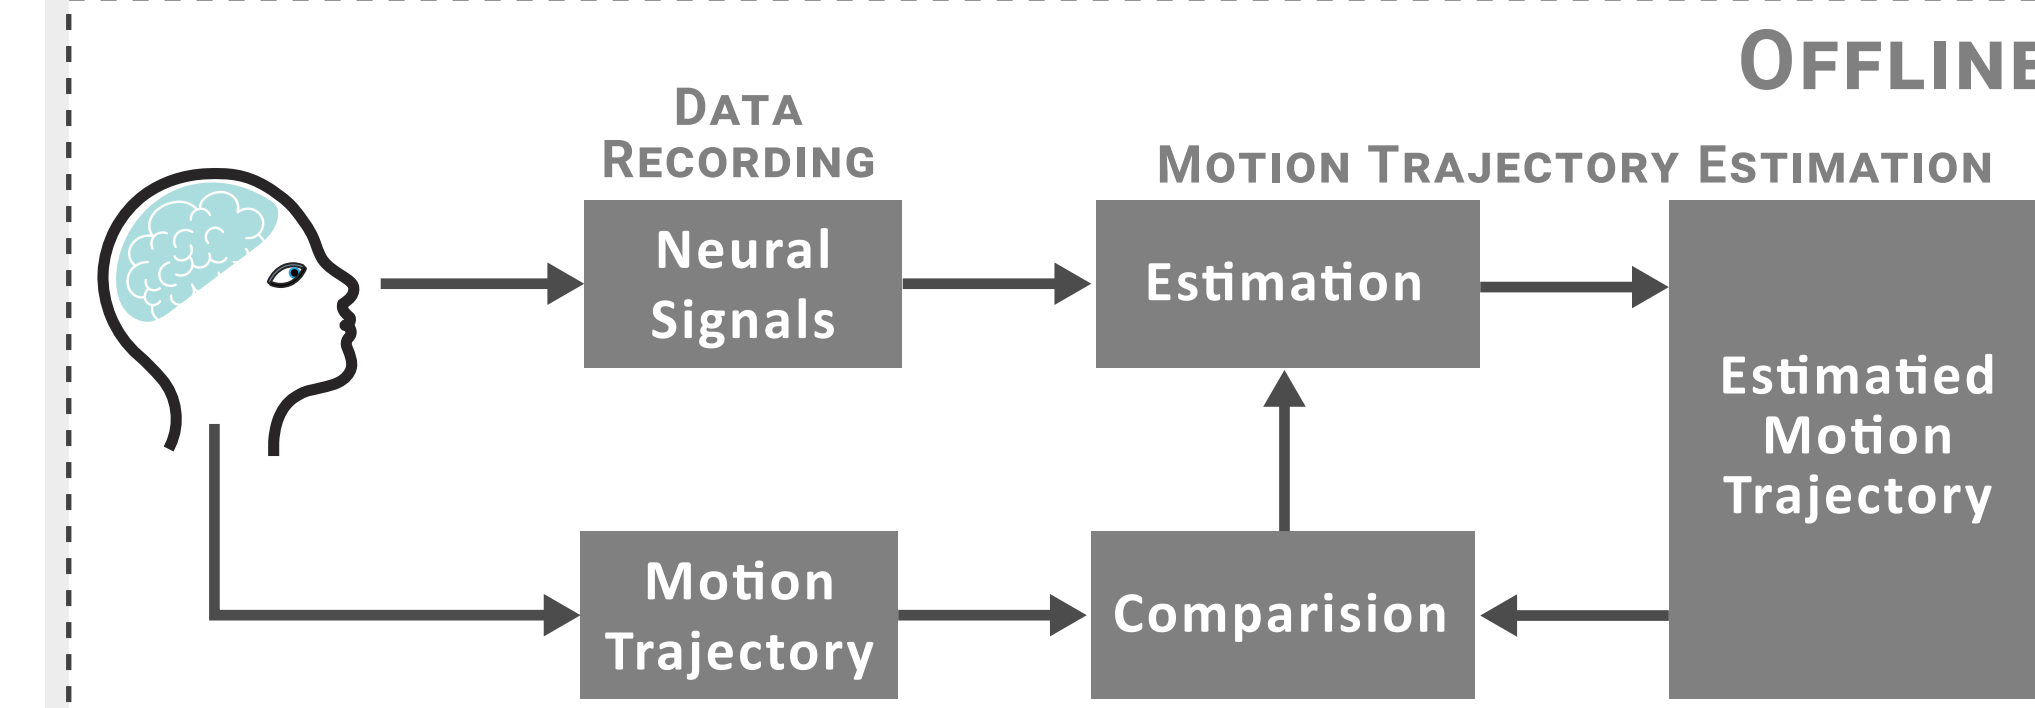 OFFLINE
DATA
RECORDING
MOTION TRAJECTORY ESTIMATION
Neural
Signals
Estimation
Estimatied
Motion
Trajectory
Motion
Trajectory
Comparision